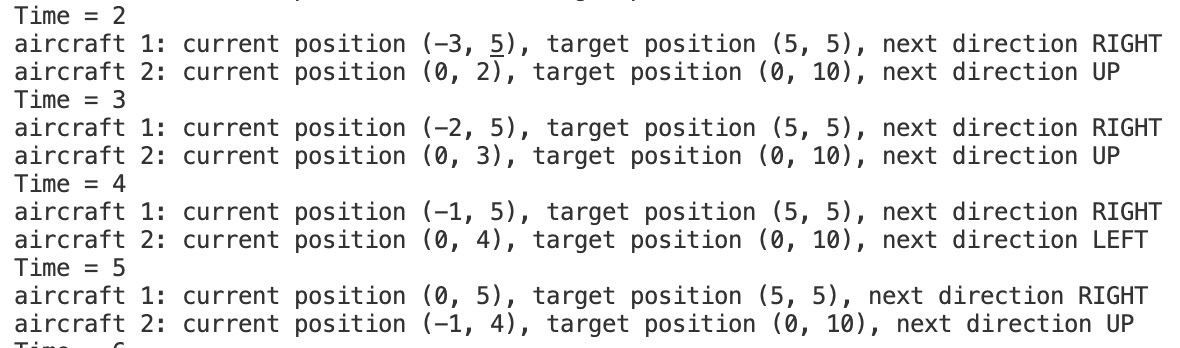 Time = 2
aircraft 1: current position (-3, 5), target position (5, 5), next direction RIGHT
aircraft 2: current position (0, 2), target position (0, 10), next direction UP
Time = 3
aircraft 1: current position (-2, 5), target position (5, 5), next direction RIGHT
aircraft 2: current position (0, 3), target position (0, 10), next direction UP
Time = 4
aircraft 1: current position (-1, 5), target position (5, 5), next direction RIGHT
aircraft 2: current position (0, 4), target position (0, 10), next direction LEFT
Time = 5
aircraft 1: current position (0, 5), target position (5, 5), next direction RIGHT
aircraft 2: current position (-1, 4), target position (0, 10), next direction UP